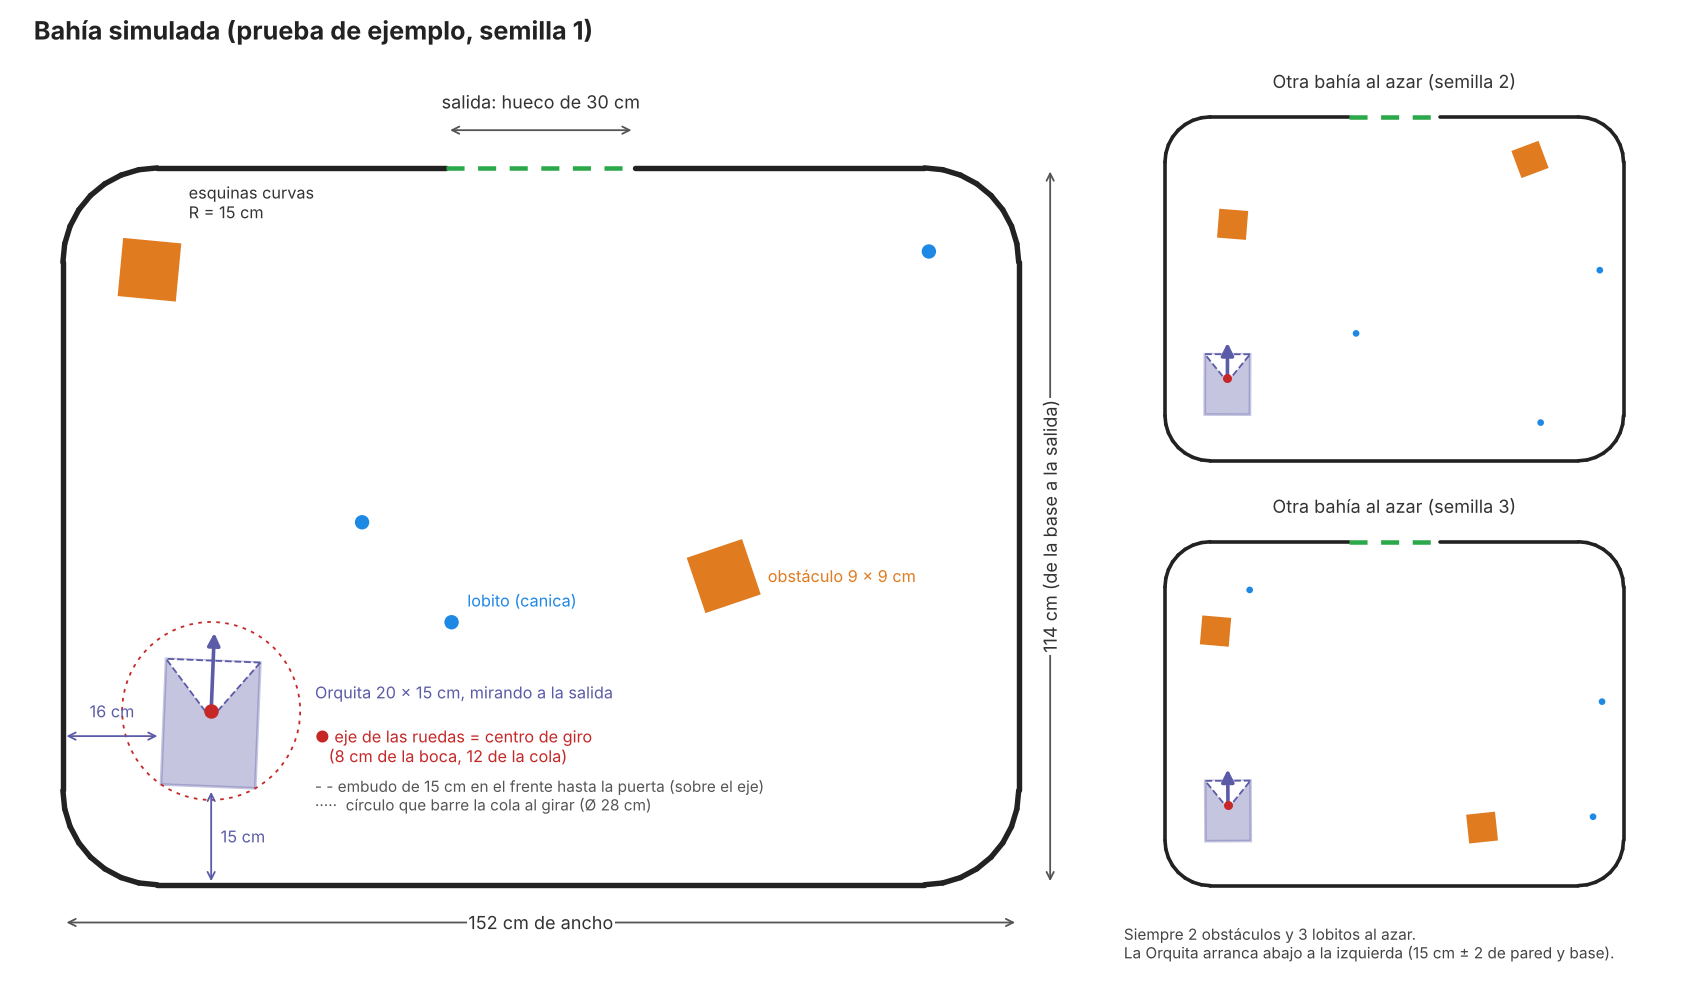 Bahía simulada (prueba de ejemplo, semilla 1)
salida: hueco de 30 cm
esquinas curvas
R = 15 cm
obstáculo 9 × 9 cm
lobito (canica)
Orquita 20 × 15 cm, mirando a la salida
16 cm
eje de las ruedas = centro de giro
(8 cm de la boca, 12 de la cola)
- - embudo de 15 cm en el frente hasta la puerta (sobre el eje)
····· círculo que barre la cola al girar (Ø 28 cm)
15 cm
152 cm de ancho
114 cm (de la base a la salida)
Otra bahía al azar (semilla 2)
Otra bahía al azar (semilla 3)
Siempre 2 obstáculos y 3 lobitos al azar.
La Orquita arranca abajo a la izquierda (15 cm ± 2 de pared y base).